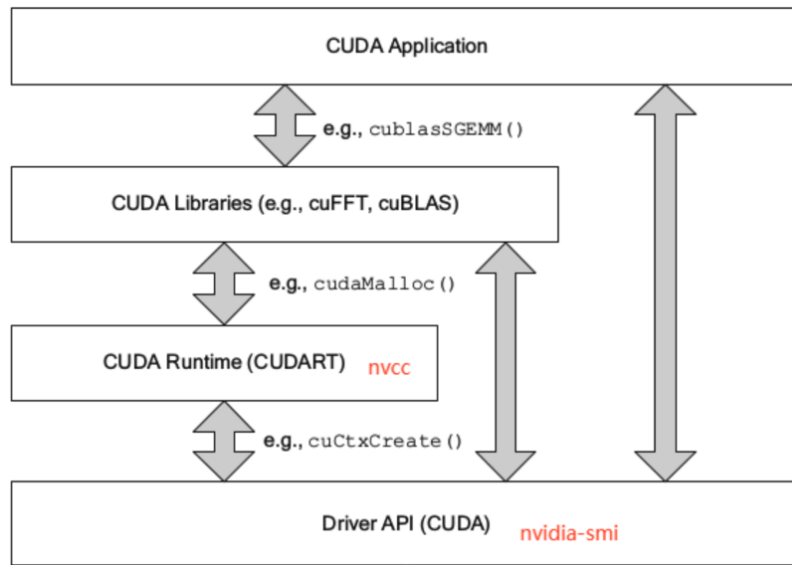 CUDA Application
e.g., cublasSGEMM()
CUDA Libraries (e.g., cuFFT, cuBLAS)
e.g., cudaMalloc()
CUDA Runtime (CUDART) nvcc
e.g., cuCtxCreate()
Driver API (CUDA) nvidia-smi